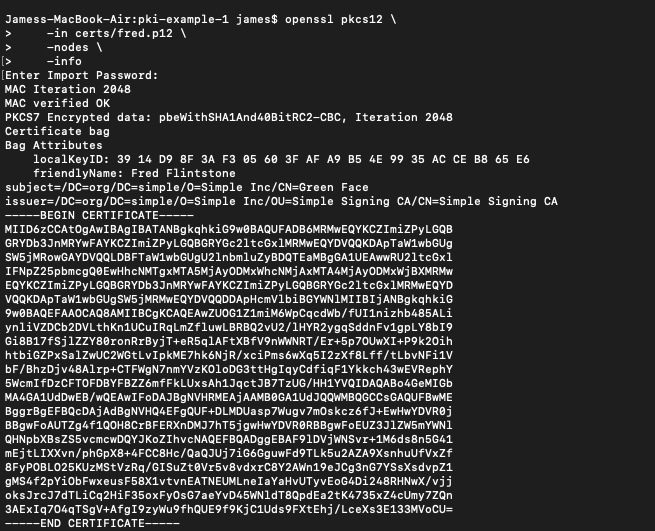 Jamess-MacBook-Air:pki-example-1 james$ openssl pkcs12 \
>     -in certs/fred.p12 \
>     -nodes \
[>     -info
[Enter Import Password:
MAC Iteration 2048
MAC verified OK
PKCS7 Encrypted data: pbeWithSHA1And40BitRC2-CBC, Iteration 2048
Certificate bag
Bag Attributes
    localKeyID: 39 14 D9 8F 3A F3 05 60 3F AF A9 B5 4E 99 35 AC CE B8 65 E6
    friendlyName: Fred Flintstone
subject=/DC=org/DC=simple/O=Simple Inc/CN=Green Face
issuer=/DC=org/DC=simple/O=Simple Inc/OU=Simple Signing CA/CN=Simple Signing CA
-----BEGIN CERTIFICATE-----
MIID6zCCAtOgAwIBAgIBATANBgkqhkiG9w0BAQUFADB6MRMwEQYKCZImiZPyLGQB
GRYDb3JnMRYwFAYKCZImiZPyLGQBGRYGc2ltcGxlMRMwEQYDVQQKDApTaW1wbGUg
SW5jMRowGAYDVQQLDBFTaW1wbGUgU2lnbmluZyBDQTEaMBgGA1UEAwwRU2ltcGxl
IFNpZ25pbmcgQ0EwHhcNMTgxMTA5MjAyODMxWhcNMjAxMTA4MjAyODMxWjBXMRMw
EQYKCZImiZPyLGQBGRYDb3JnMRYwFAYKCZImiZPyLGQBGRYGc2ltcGxlMRMwEQYD
VQQKDApTaW1wbGUgSW5jMRMwEQYDVQQDDApHcmVlbiBGYWNlMIIBIjANBgkqhkiG
9w0BAQEFAAOCAQ8AMIIBCgKCAQEAwZUOG1Z1miM6WpCqcdWb/fUI1nizhb485ALi
ynliVZDCb2DVLthKn1UCuIRqLmZfluwLBRBQ2vU2/lHYR2ygqSddnFv1gpLY8bI9
Gi8B17fSjlZZY80ronRrByjT+eR5qlAFtXBfV9nWWNRT/Er+5p7OUwXI+P9k2Oih
htbiGZPxSalZwUC2WGtLvIpkME7hk6NjR/xciPms6wXq5I2zXf8Lff/tLbvNFi1V
bF/BhzDjv48Alrp+CTFWgN7nmYVzKOloDG3ttHgIqyCdfiqF1Ykkch43wEVRephY
5WcmIfDzCFTOFDBYFBZZ6mfFkLUxsAh1JqctJB7TzUG/HH1YVQIDAQABo4GeMIGb
MA4GA1UdDwEB/wQEAwIFoDAJBgNVHRMEAjAAMB0GA1UdJQQWMBQGCCsGAQUFBwME
BggrBgEFBQcDAjAdBgNVHQ4EFgQUF+DLMDUasp7Wugv7mOskcz6fJ+EwHwYDVR0j
BBgwFoAUTZg4f1QOH8CrBFERXnDMJ7hT5jgwHwYDVR0RBBgwFoEUZ3JlZW5mYWNl
QHNpbXBsZS5vcmcwDQYJKoZIhvcNAQEFBQADggEBAF9lDVjWNSvr+1M6ds8n5G41
mEjtLIXXvn/phGpX8+4FCC8Hc/QaQJUj7iG6GguwFd9TLk5u2AZA9XsnhuUfVxZf
8FyPOBLO25KUzMStVzRq/GISuZt0Vr5v8vdxrC8Y2AWn19eJCg3nG7YSsXsdvpZ1
gMS4f2pYiObFwxeusF58X1vtvnEATNEUMLneIaYaHvUTyvEoG4Di248RHNwX/vjj
oksJrcJ7dTLiCq2HiF35oxFyOsG7aeYvD45WNldT8QpdEa2tK4735xZ4cUmy7ZQn
3AExIq7O4qTSgV+AfgI9zyWu9fhQUE9f9KjC1Uds9FXtEhj/LceXs3E133MVoCU=
-----END CERTIFICATE-----